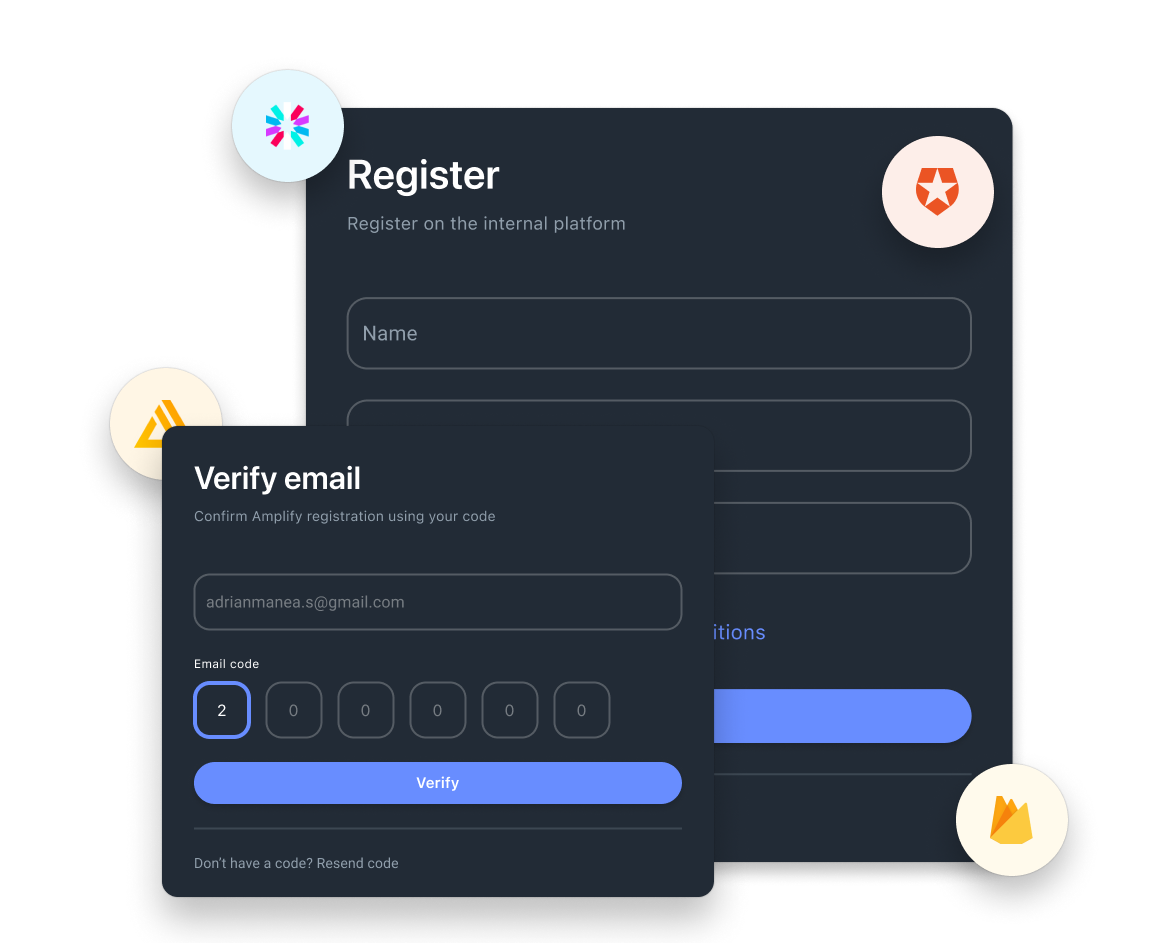 Register
Register on the internal platform
Name
itions
Verify email
Confirm Amplify registration using your code
adrianmanea.s@gmail.com
Email code
2 0 0 0 0 0
Verify
Don't have a code? Resend code